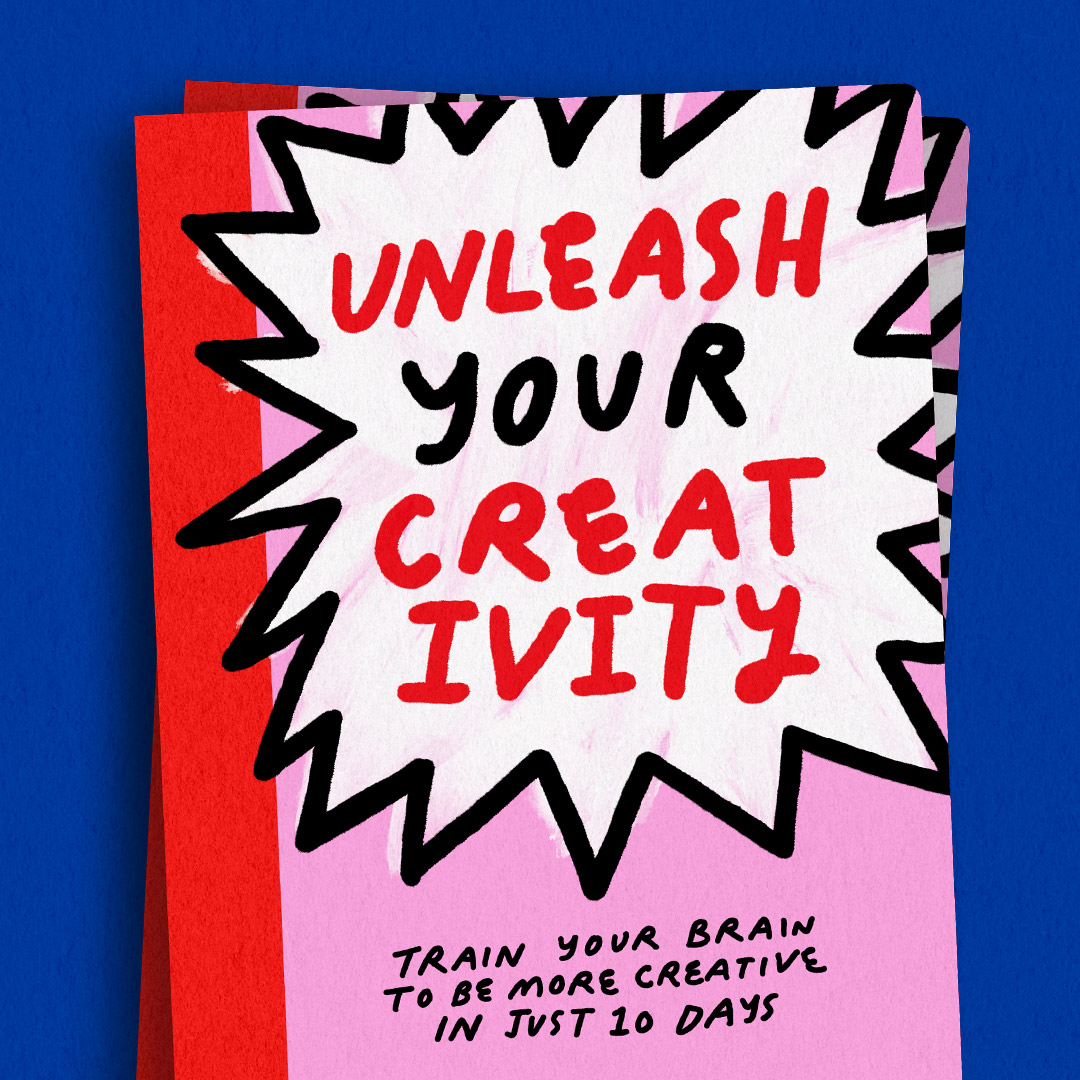 UNLEASH
YOUR
CREAT
IVITY
TRAIN YOUR BRAIN
TO BE MORE CREATIVE
IN JUST 10 DAYS